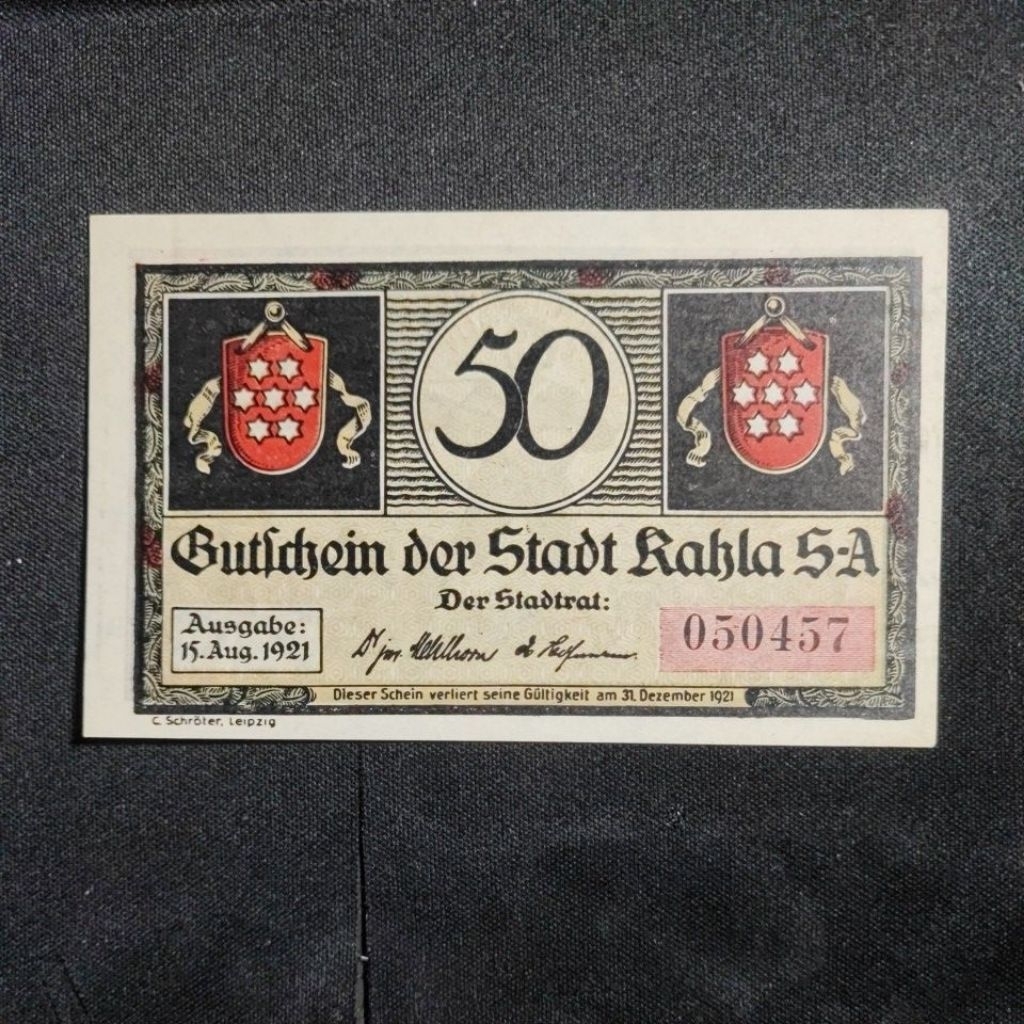 50
Gutschein der Stadt Kahla S-A
Der Stadtrat:
Ausgabe:
15. Aug. 1921
050457
Dieser Schein verliert seine Gültigkeit am 31. Dezember 1921
C. Schröter, Leipzig